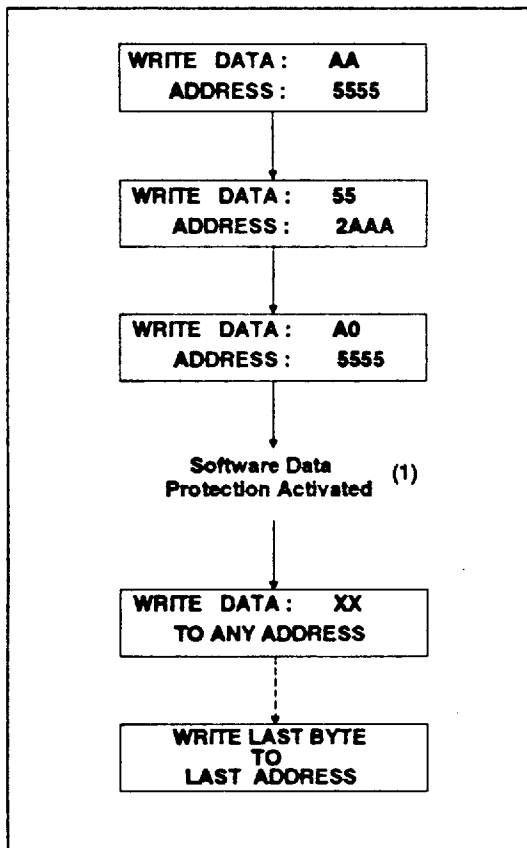 WRITE DATA: AA
ADDRESS: 5555
WRITE DATA: 55
ADDRESS: 2AAA
WRITE DATA: A0
ADDRESS: 5555
Software Data (1)
Protection Activated
WRITE DATA: XX
TO ANY ADDRESS
WRITE LAST BYTE
TO
LAST ADDRESS